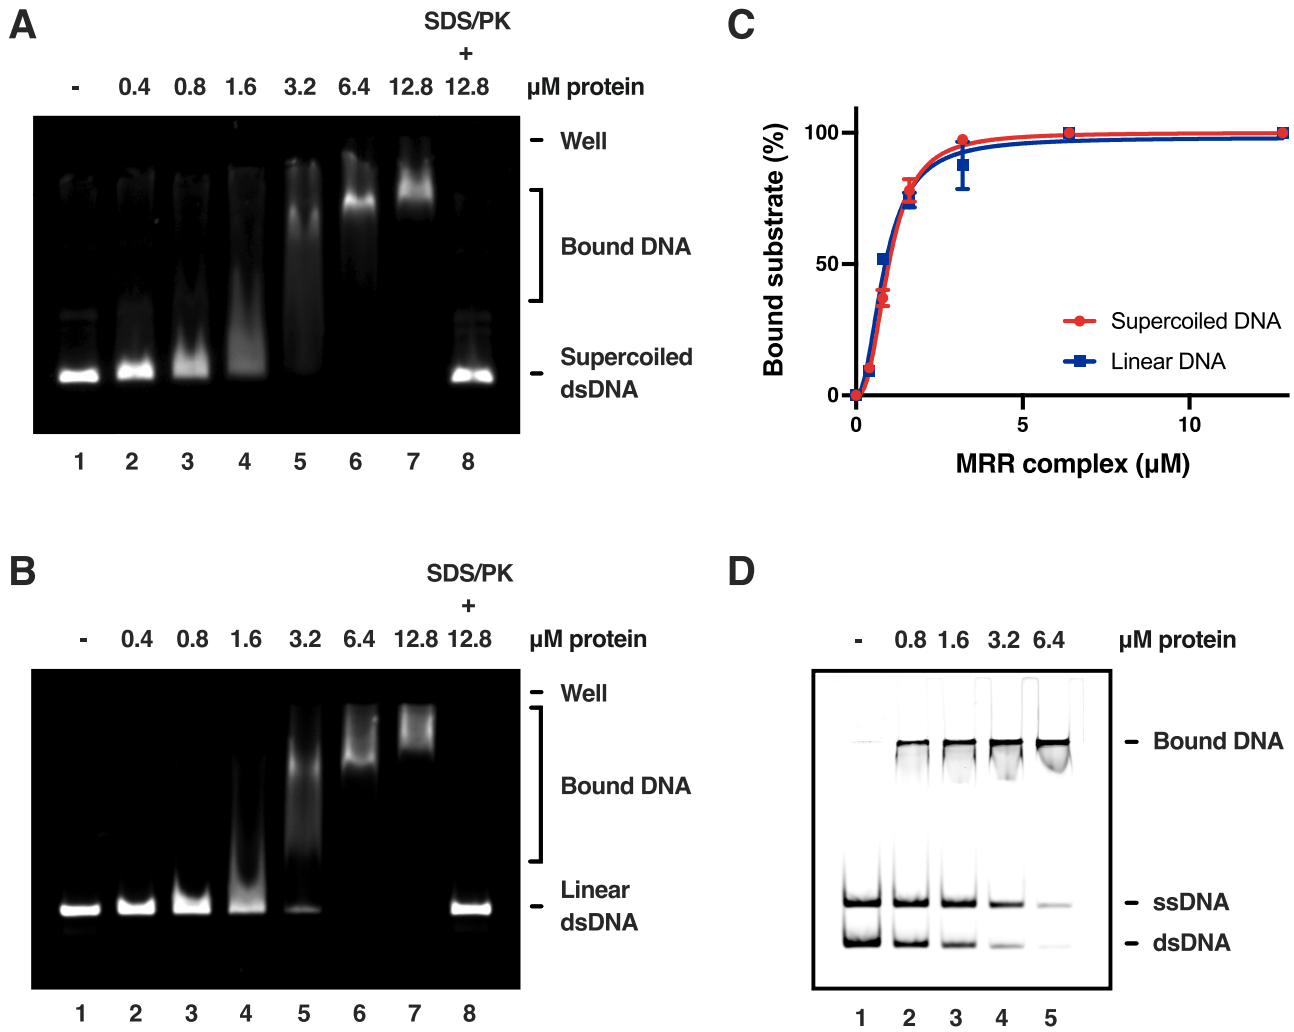 A
SDS/PK
+
- 0.4 0.8 1.6 3.2 6.4 12.8 12.8 µM protein
Well
Bound DNA
Supercoiled
dsDNA
1 2 3 4 5 6 7 8
B
SDS/PK
+
- 0.4 0.8 1.6 3.2 6.4 12.8 12.8 µM protein
Well
Bound DNA
Linear
dsDNA
1 2 3 4 5 6 7 8
C
Bound substrate (%)
100
50
0
0 5 10
MRR complex (µM)
Supercoiled DNA
Linear DNA
D
- 0.8 1.6 3.2 6.4 µM protein
Bound DNA
ssDNA
dsDNA
1 2 3 4 5